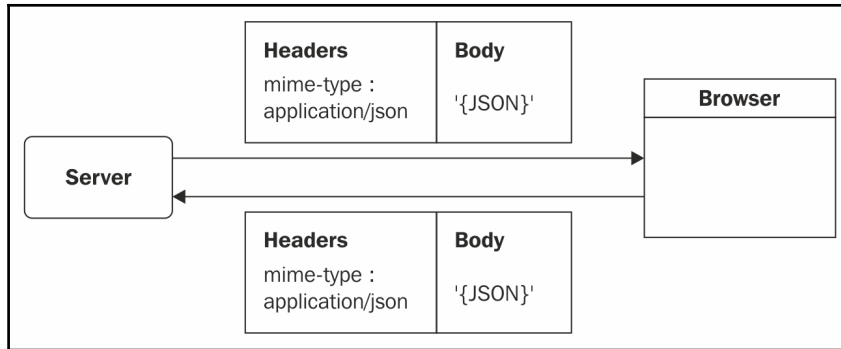 Headers
mime-type :
application/json
Body
'{JSON}'
Browser
Server
Headers
mime-type :
application/json
Body
'{JSON}'